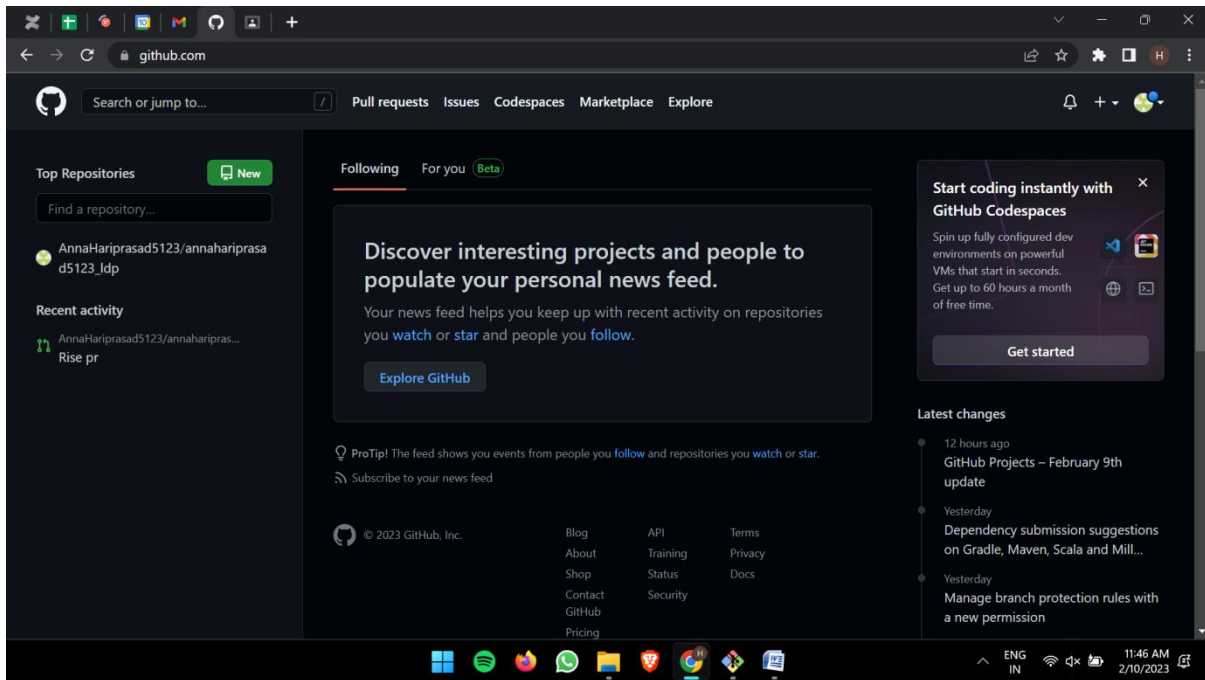 github.com
H
Search or jump to...
/
Pull requests Issues Codespaces Marketplace Explore
Top Repositories
New
Find a repository...
AnnaHariprasad5123/annahariprasa
d5123_ldp
Recent activity
AnnaHariprasad5123/annaharipras...
Rise pr
Following For you Beta
Discover interesting projects and people to
populate your personal news feed.
Your news feed helps you keep up with recent activity on repositories
you watch or star and people you follow.
Explore GitHub
ProTip! The feed shows you events from people you follow and repositories you watch or star.
Subscribe to your news feed
© 2023 GitHub, Inc.
Blog
About
Shop
Contact
GitHub
Pricing
API
Training
Status
Security
Terms
Privacy
Docs
Start coding instantly with
GitHub Codespaces
Spin up fully configured dev
environments on powerful
VMs that start in seconds.
Get up to 60 hours a month
of free time.
Get started
Latest changes
12 hours ago
GitHub Projects – February 9th
update
Yesterday
Dependency submission suggestions
on Gradle, Maven, Scala and Mill...
Yesterday
Manage branch protection rules with
a new permission
ENG
IN
11:46 AM
2/10/2023